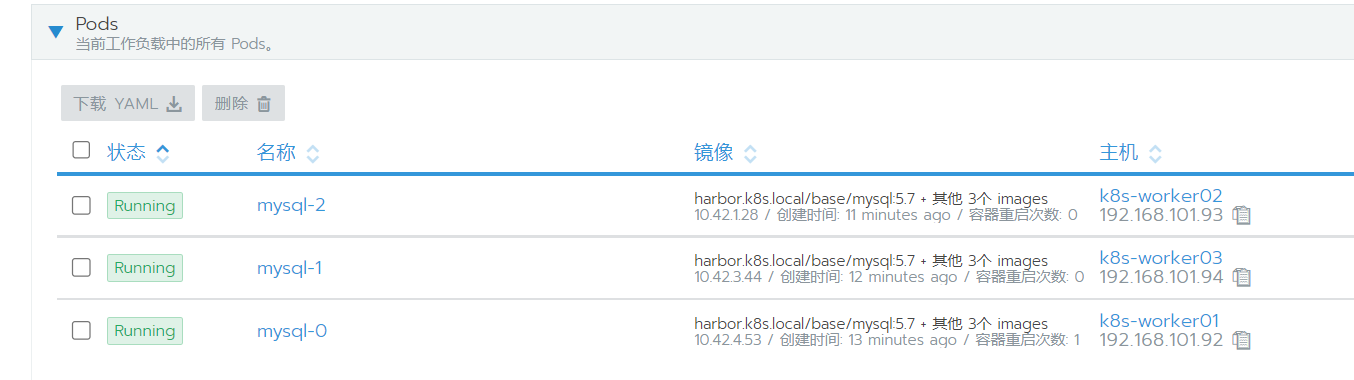 Pods
当前工作负载中的所有 Pods。
下载 YAML 删除
状态 名称 镜像 主机
Running mysql-2 harbor.k8s.local/base/mysql:5.7 + 其他 3个 images k8s-worker02
10.42.1.28 / 创建时间: 11 minutes ago / 容器重启次数: 0 192.168.101.93
Running mysql-1 harbor.k8s.local/base/mysql:5.7 + 其他 3个 images k8s-worker03
10.42.3.44 / 创建时间: 12 minutes ago / 容器重启次数: 0 192.168.101.94
Running mysql-0 harbor.k8s.local/base/mysql:5.7 + 其他 3个 images k8s-worker01
10.42.4.53 / 创建时间: 13 minutes ago / 容器重启次数: 1 192.168.101.92